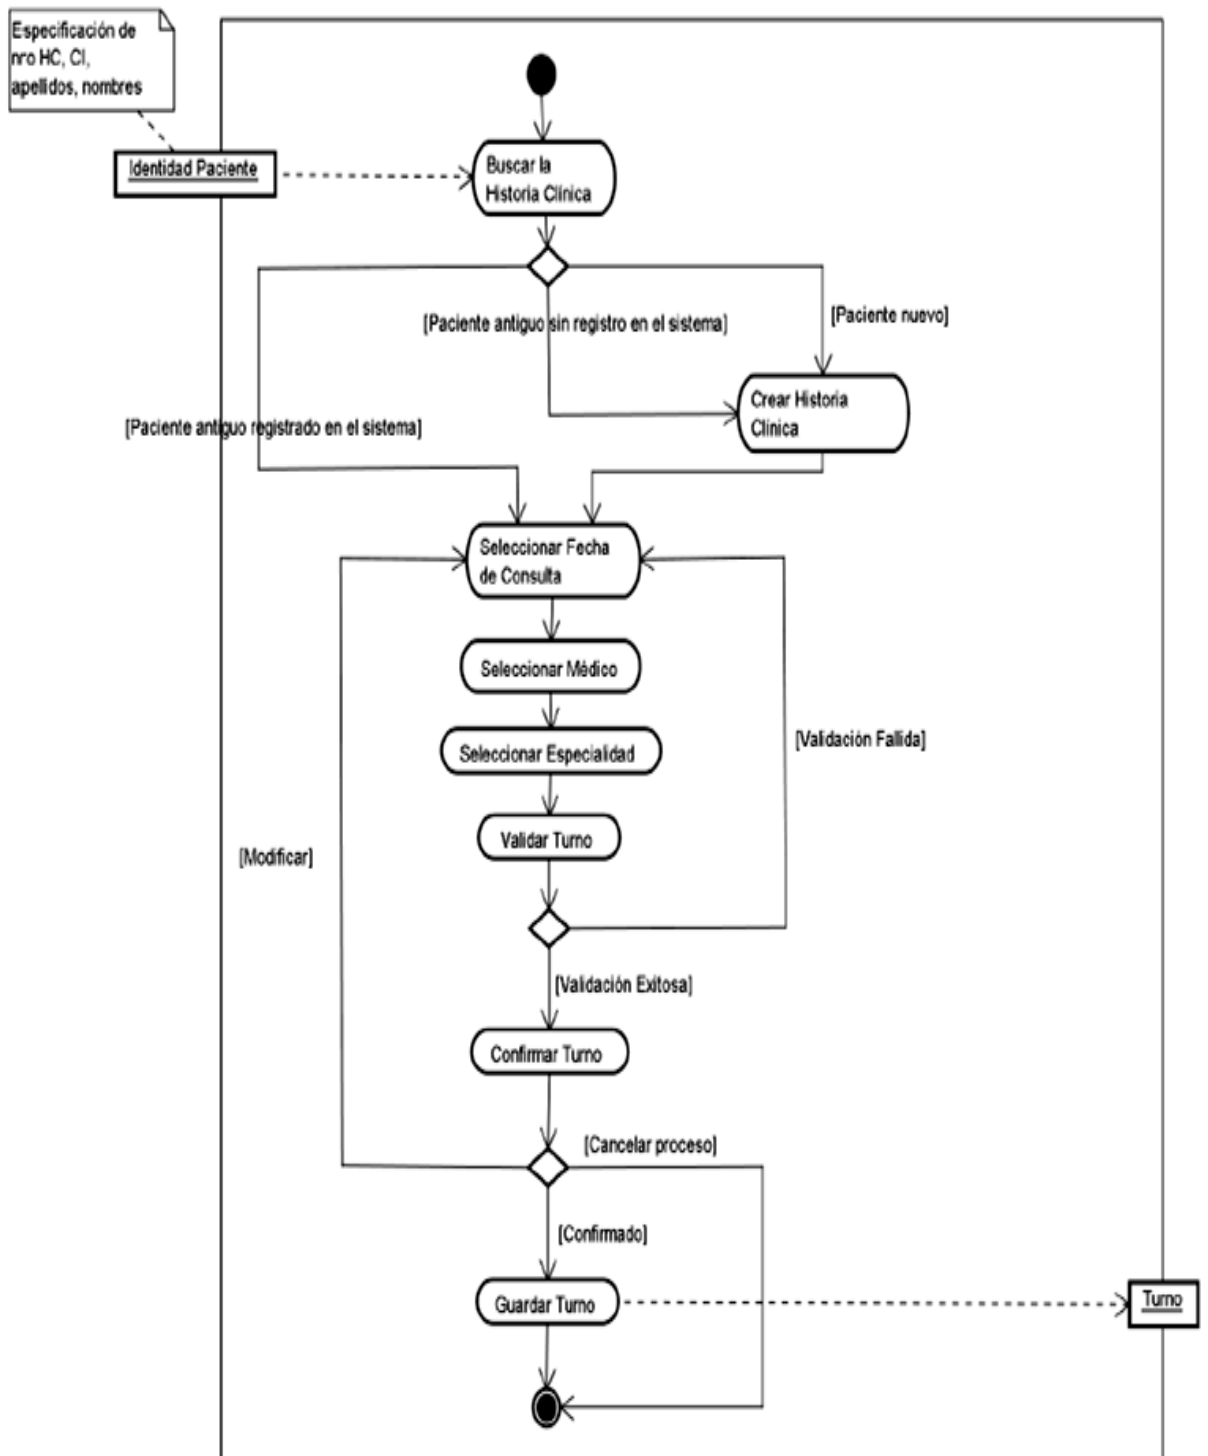 Especificación de
nro HC, CI,
apellidos, nombres
Identidad Paciente
Buscar la
Historia Clínica
[Paciente antiguo sin registro en el sistema]
[Paciente nuevo]
Crear Historia
Clínica
[Paciente antiguo registrado en el sistema]
Seleccionar Fecha
de Consulta
Seleccionar Médico
Seleccionar Especialidad
[Validación Fallida]
Validar Turno
[Modificar]
[Validación Exitosa]
Confirmar Turno
[Cancelar proceso]
[Confirmado]
Guardar Turno
Turno